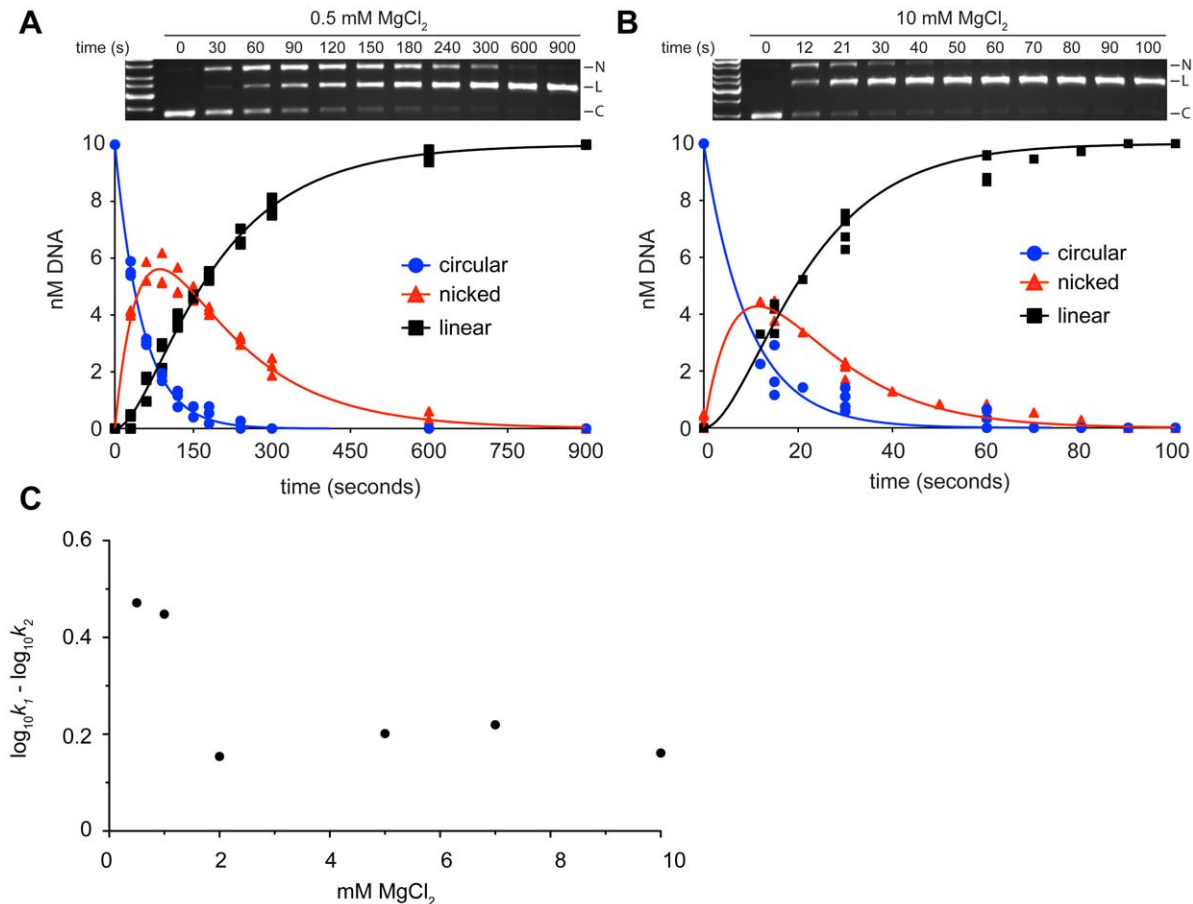 A
0.5 mM MgCl₂
time (s) 0 30 60 90 120 150 180 240 300 600 900
N
L
C
10
8
6
4
2
0
nM DNA
circular
nicked
linear
0 150 300 450 600 750 900
time (seconds)
B
10 mM MgCl₂
time (s) 0 12 21 30 40 50 60 70 80 90 100
N
L
C
10
8
6
4
2
0
nM DNA
circular
nicked
linear
0 20 40 60 80 100
time (seconds)
C
0.6
0.4
0.2
0
log₁₀k₁ - log₁₀k₂
0 2 4 6 8 10
mM MgCl₂